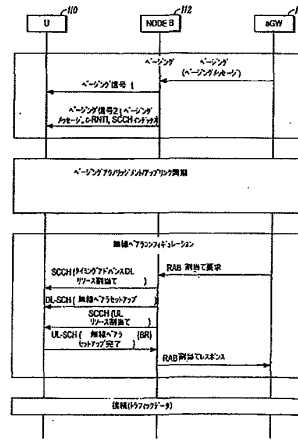 110
112
U
NODE B
aGW
ページング
ページング
(ページングメッセージ)
ページング信号 1
ページング信号2(ページング
メッセージ、c-RNTI, SCCHインデックス)
ページングアクノリッジメント/アップリンク同期
無線ベアラコンフィギュレーション
SCCH(タイミングアドバンスDL
リソース割当て )
RAB 割当て要求
DL-SCH( 無線ベアラセットアップ )
SCCH(UL
リソース割当て )
UL-SCH( 無線ベアラ (BR)
セットアップ完了 )
RAB割当てレスポンス
接続(トラフィックデータ)